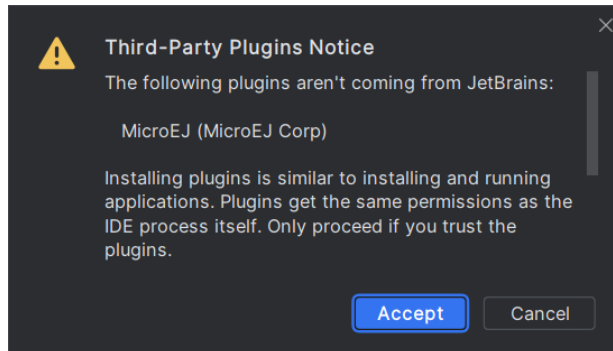 Third-Party Plugins Notice
The following plugins aren't coming from JetBrains:
MicroEJ (MicroEJ Corp)
Installing plugins is similar to installing and running
applications. Plugins get the same permissions as the
IDE process itself. Only proceed if you trust the
plugins.
Accept Cancel